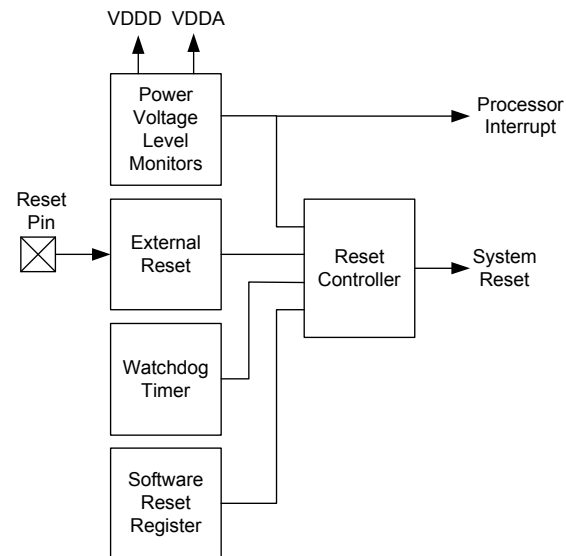 VDDD VDDA
Power
Voltage
Level
Monitors
Processor
Interrupt
Reset
Pin
External
Reset
Reset
Controller
System
Reset
Watchdog
Timer
Software
Reset
Register